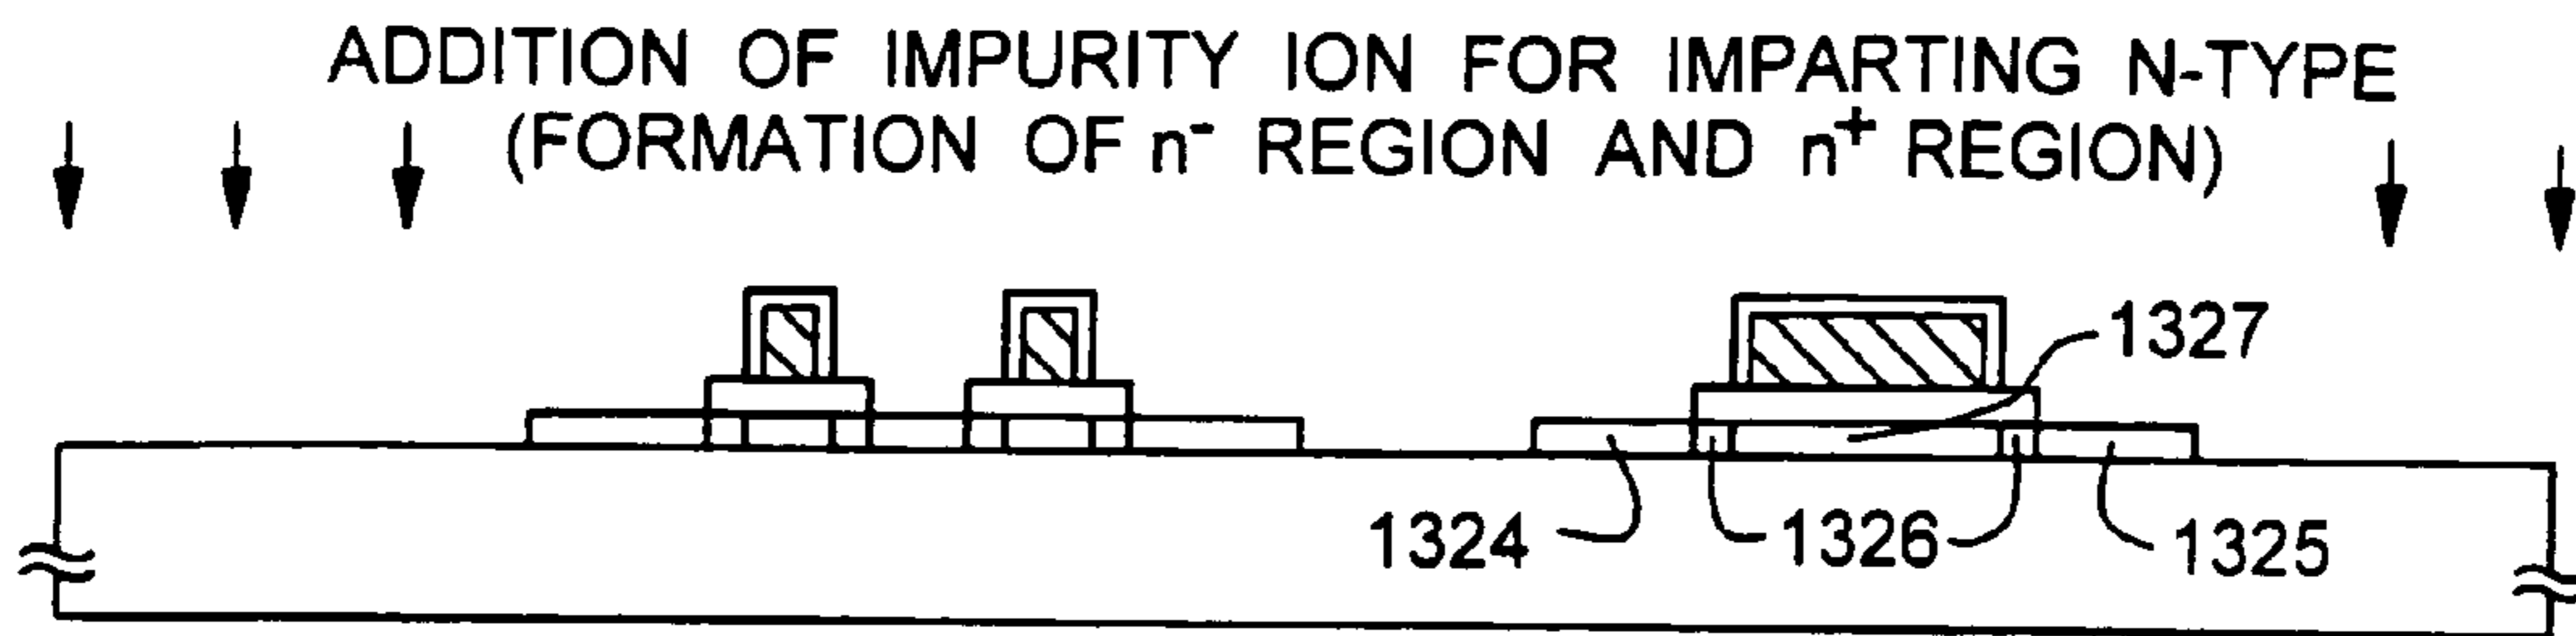 ADDITION OF IMPURITY ION FOR IMPARTING N-TYPE
(FORMATION OF n⁻ REGION AND n⁺ REGION)
1327
1324
1326
1325